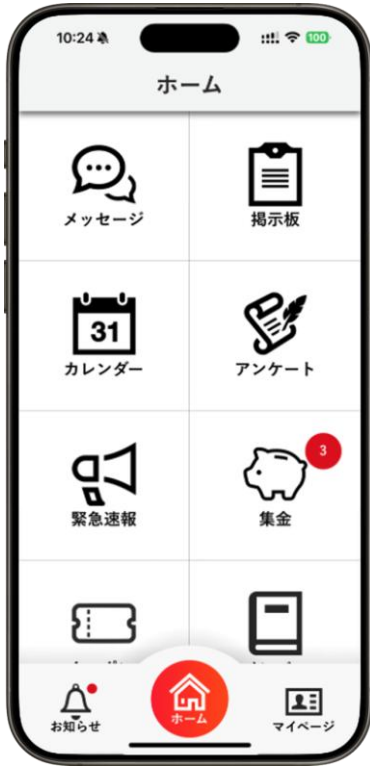 10:24
100
ホーム
メッセージ
掲示板
31
カレンダー
アンケート
緊急速報
3
集金
お知らせ
ホーム
マイページ